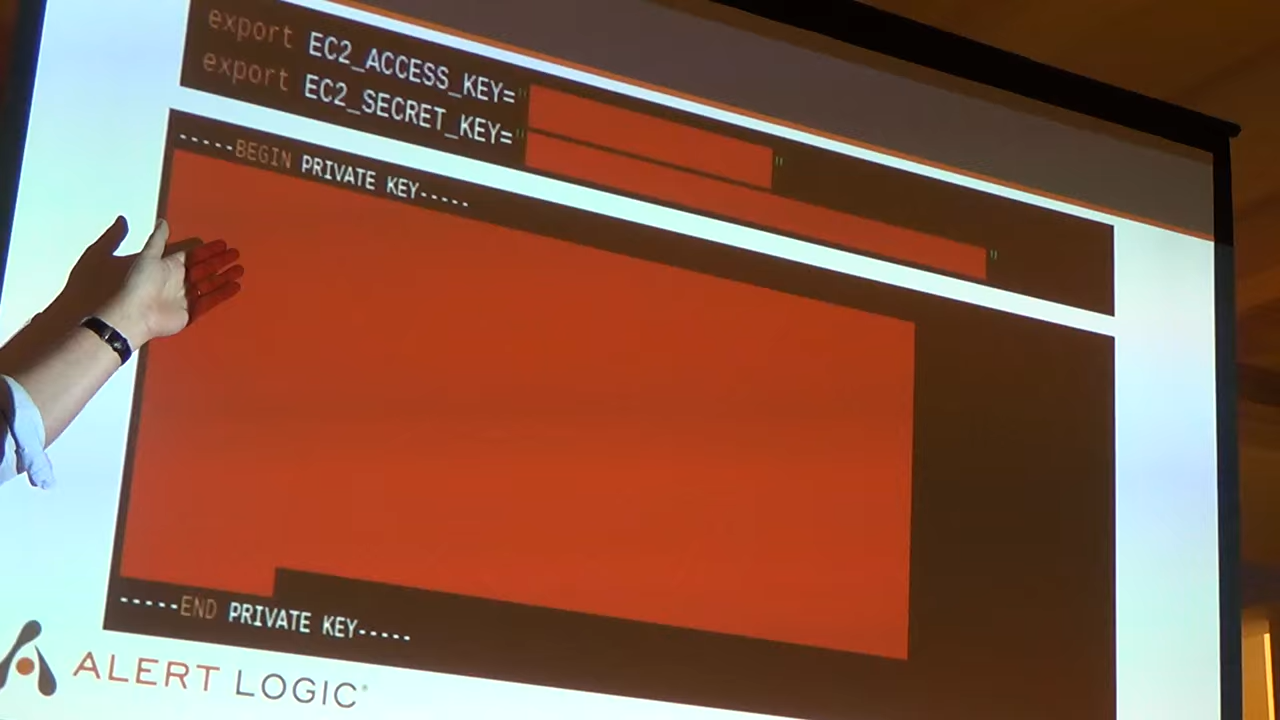 export EC2_ACCESS_KEY=" "
export EC2_SECRET_KEY=" "
-----BEGIN PRIVATE KEY-----
-----END PRIVATE KEY-----
ALERT LOGIC®